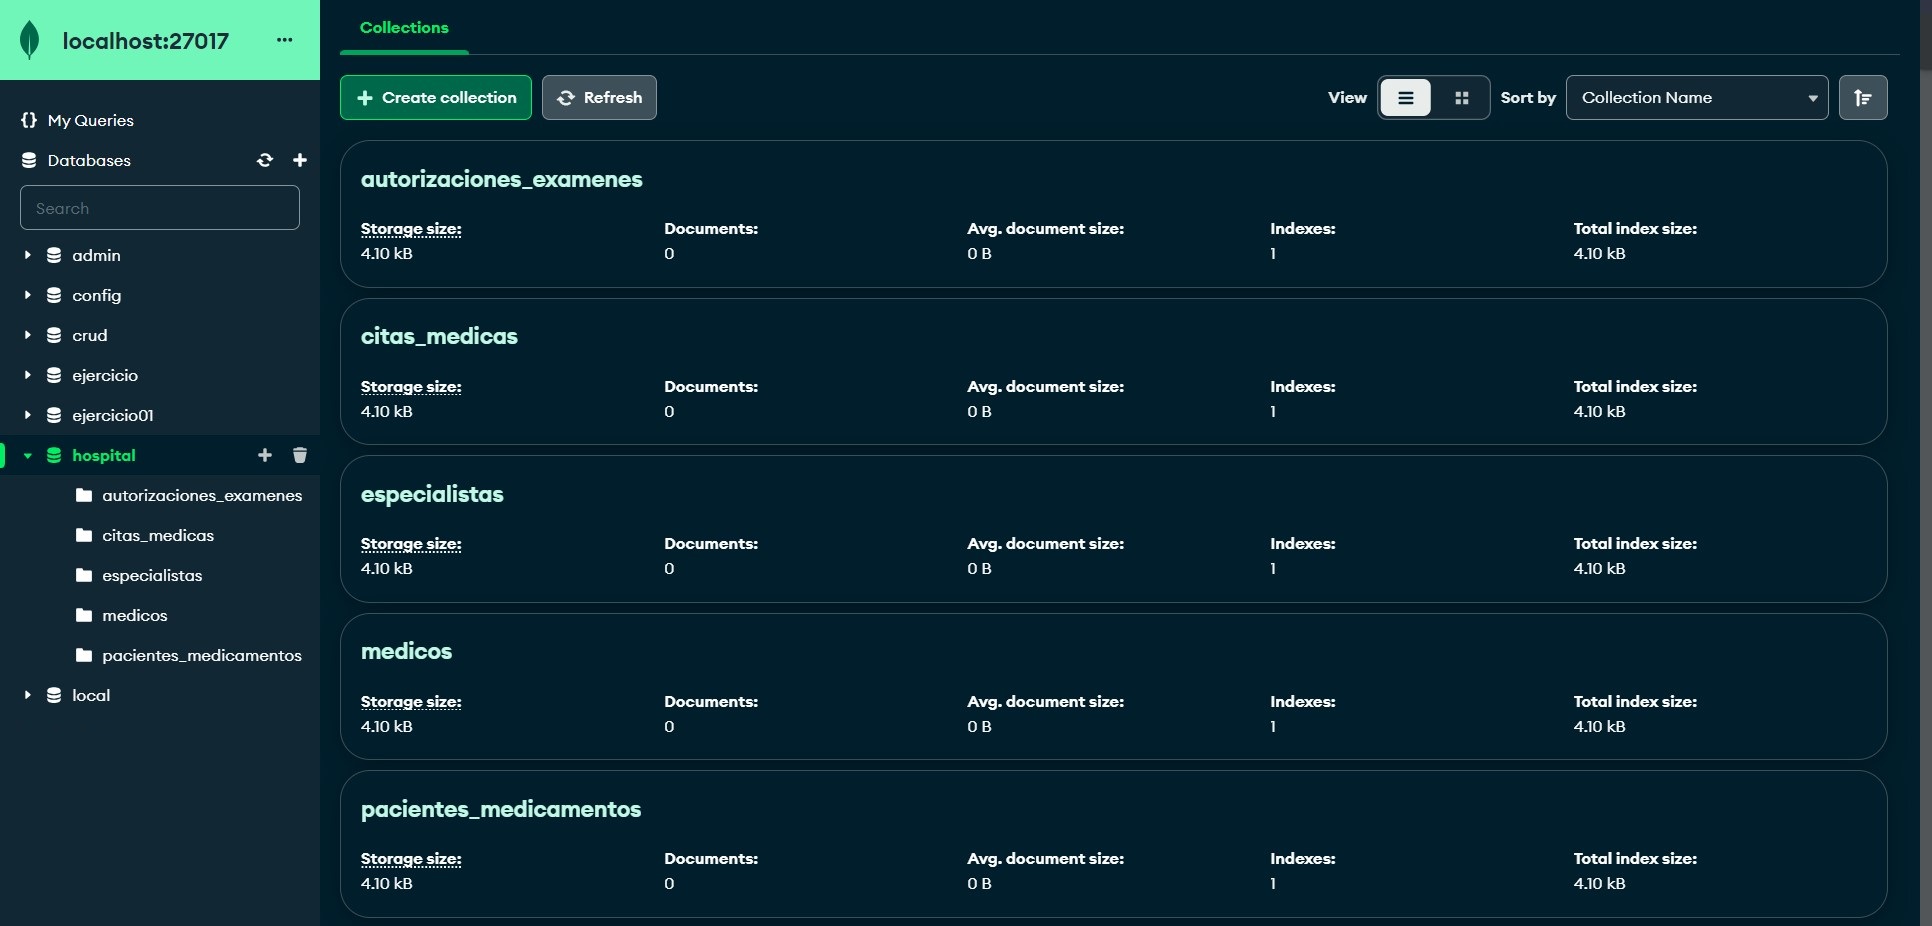 localhost:27017
My Queries
Databases
Search
admin
config
crud
ejercicio
ejercicio01
hospital
autorizaciones_examenes
citas_medicas
especialistas
medicos
pacientes_medicamentos
local
Collections
Create collection
Refresh
View
Sort by
Collection Name
autorizaciones_examenes
Storage size: Documents: Avg. document size: Indexes: Total index size:
4.10 kB 0 0 B 1 4.10 kB
citas_medicas
Storage size: Documents: Avg. document size: Indexes: Total index size:
4.10 kB 0 0 B 1 4.10 kB
especialistas
Storage size: Documents: Avg. document size: Indexes: Total index size:
4.10 kB 0 0 B 1 4.10 kB
medicos
Storage size: Documents: Avg. document size: Indexes: Total index size:
4.10 kB 0 0 B 1 4.10 kB
pacientes_medicamentos
Storage size: Documents: Avg. document size: Indexes: Total index size:
4.10 kB 0 0 B 1 4.10 kB